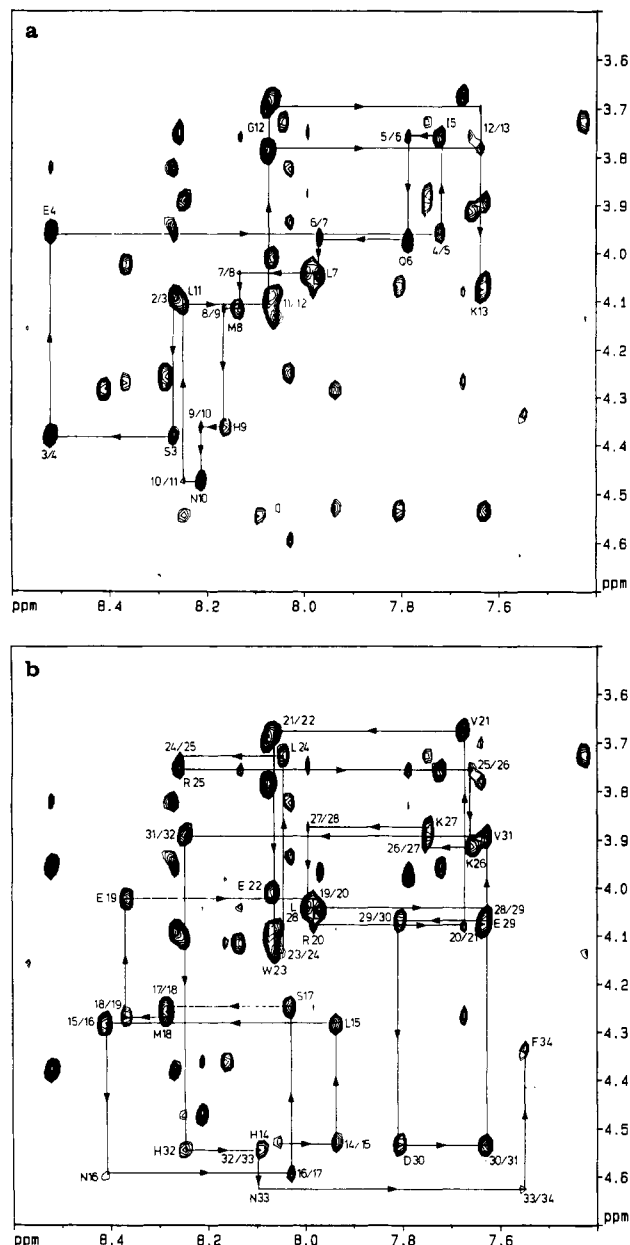 a
3.6
3.7
G12
I5
12/13
5/6
3.8
3.9
E4
6/7
4/5
4.0
Q6
7/8
L7
2/3
L11
8/9
11/12
4.1
M8
K13
4.2
9/10
H9
4.3
3/4
S3
4.4
10/11
N10
4.5
4.6
ppm
ppm 8.4 8.2 8.0 7.8 7.6
b
3.6
21/22
V21
3.7
24/25
L24
R25
25/26
3.8
27/28
K27
31/32
V31
26/27
K26
3.9
E19
E22
19/20
4.0
L
28
29/30
28/29
E29
R20
20/21
23/24
4.1
W23
17/18
S17
4.2
18/19
15/16
M18
L15
4.3
F34
4.4
H14
4.5
H32
32/33
14/15
D30
30/31
N16
16/17
4.6
N33
33/34
ppm
ppm 8.4 8.2 8.0 7.8 7.6